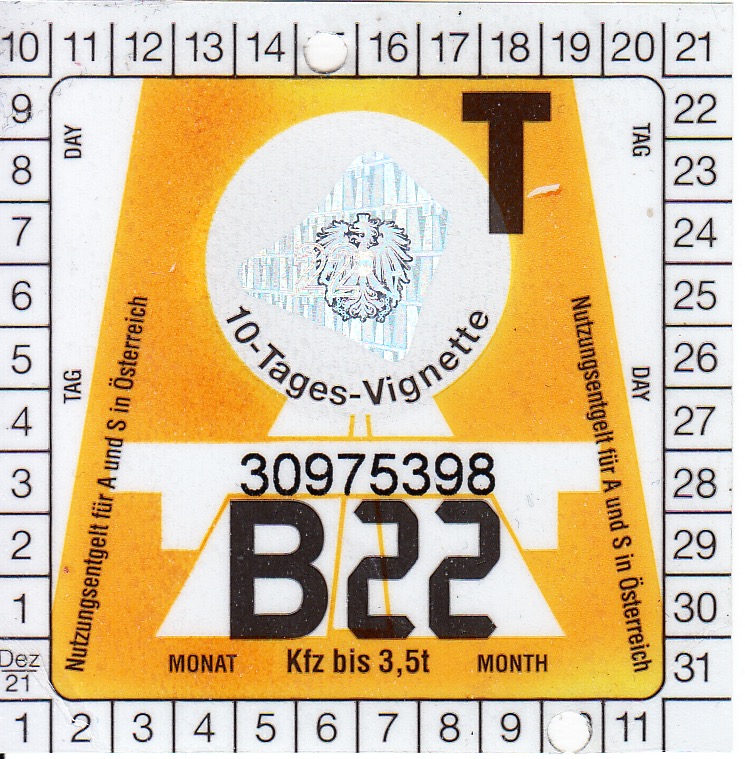 10 11 12 13 14 16 17 18 19 20 21
9 22
8 23
7 24
6 25
5 26
4 27
3 28
2 29
1 30
Dez 21 31
1 2 3 4 5 6 7 8 9 11
DAY
TAG
TAG
DAY
T
10-Tages-Vignette
Nutzungsentgelt für A und S in Österreich
Nutzungsentgelt für A und S in Österreich
30975398
B22
MONAT Kfz bis 3,5t MONTH